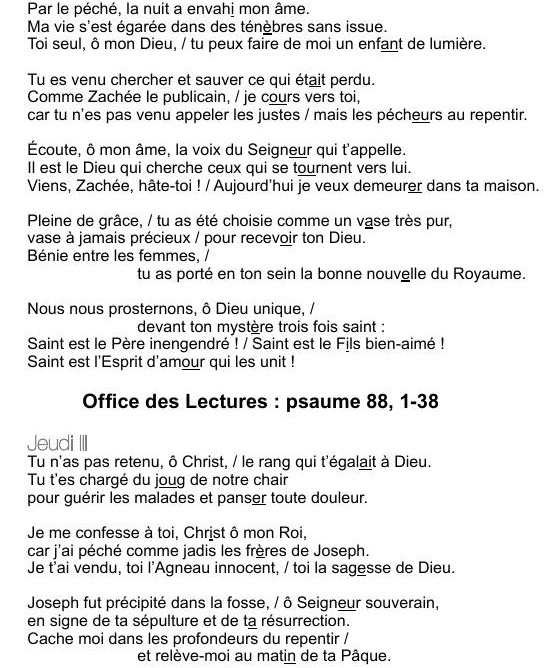 Par le péché, la nuit a envahi mon âme.
Ma vie s’est égarée dans des ténèbres sans issue.
Toi seul, ô mon Dieu, / tu peux faire de moi un enfant de lumière.
Tu es venu chercher et sauver ce qui était perdu.
Comme Zachée le publicain, / je cours vers toi,
car tu n’es pas venu appeler les justes / mais les pécheurs au repentir.
Écoute, ô mon âme, la voix du Seigneur qui t’appelle.
Il est le Dieu qui cherche ceux qui se tournent vers lui.
Viens, Zachée, hâte-toi ! / Aujourd’hui je veux demeurer dans ta maison.
Pleine de grâce, / tu as été choisie comme un vase très pur,
vase à jamais précieux / pour recevoir ton Dieu.
Bénie entre les femmes, /
tu as porté en ton sein la bonne nouvelle du Royaume.
Nous nous prosternons, ô Dieu unique, /
devant ton mystère trois fois saint :
Saint est le Père inengendré ! / Saint est le Fils bien-aimé !
Saint est l’Esprit d’amour qui les unit !
Office des Lectures : psaume 88, 1-38
Jeudi III
Tu n’as pas retenu, ô Christ, / le rang qui t’égalait à Dieu.
Tu t’es chargé du joug de notre chair
pour guérir les malades et panser toute douleur.
Je me confesse à toi, Christ ô mon Roi,
car j’ai péché comme jadis les frères de Joseph.
Je t’ai vendu, toi l’Agneau innocent, / toi la sagesse de Dieu.
Joseph fut précipité dans la fosse, / ô Seigneur souverain,
en signe de ta sépulture et de ta résurrection.
Cache moi dans les profondeurs du repentir /
et relève-moi au matin de ta Pâque.